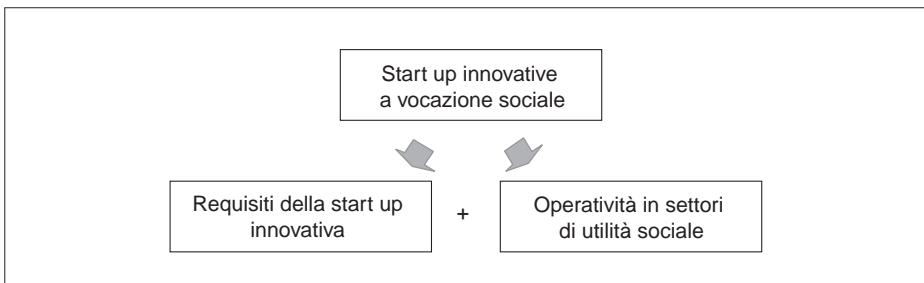 Start up innovative
a vocazione sociale
Requisiti della start up
innovativa
+
Operatività in settori
di utilità sociale